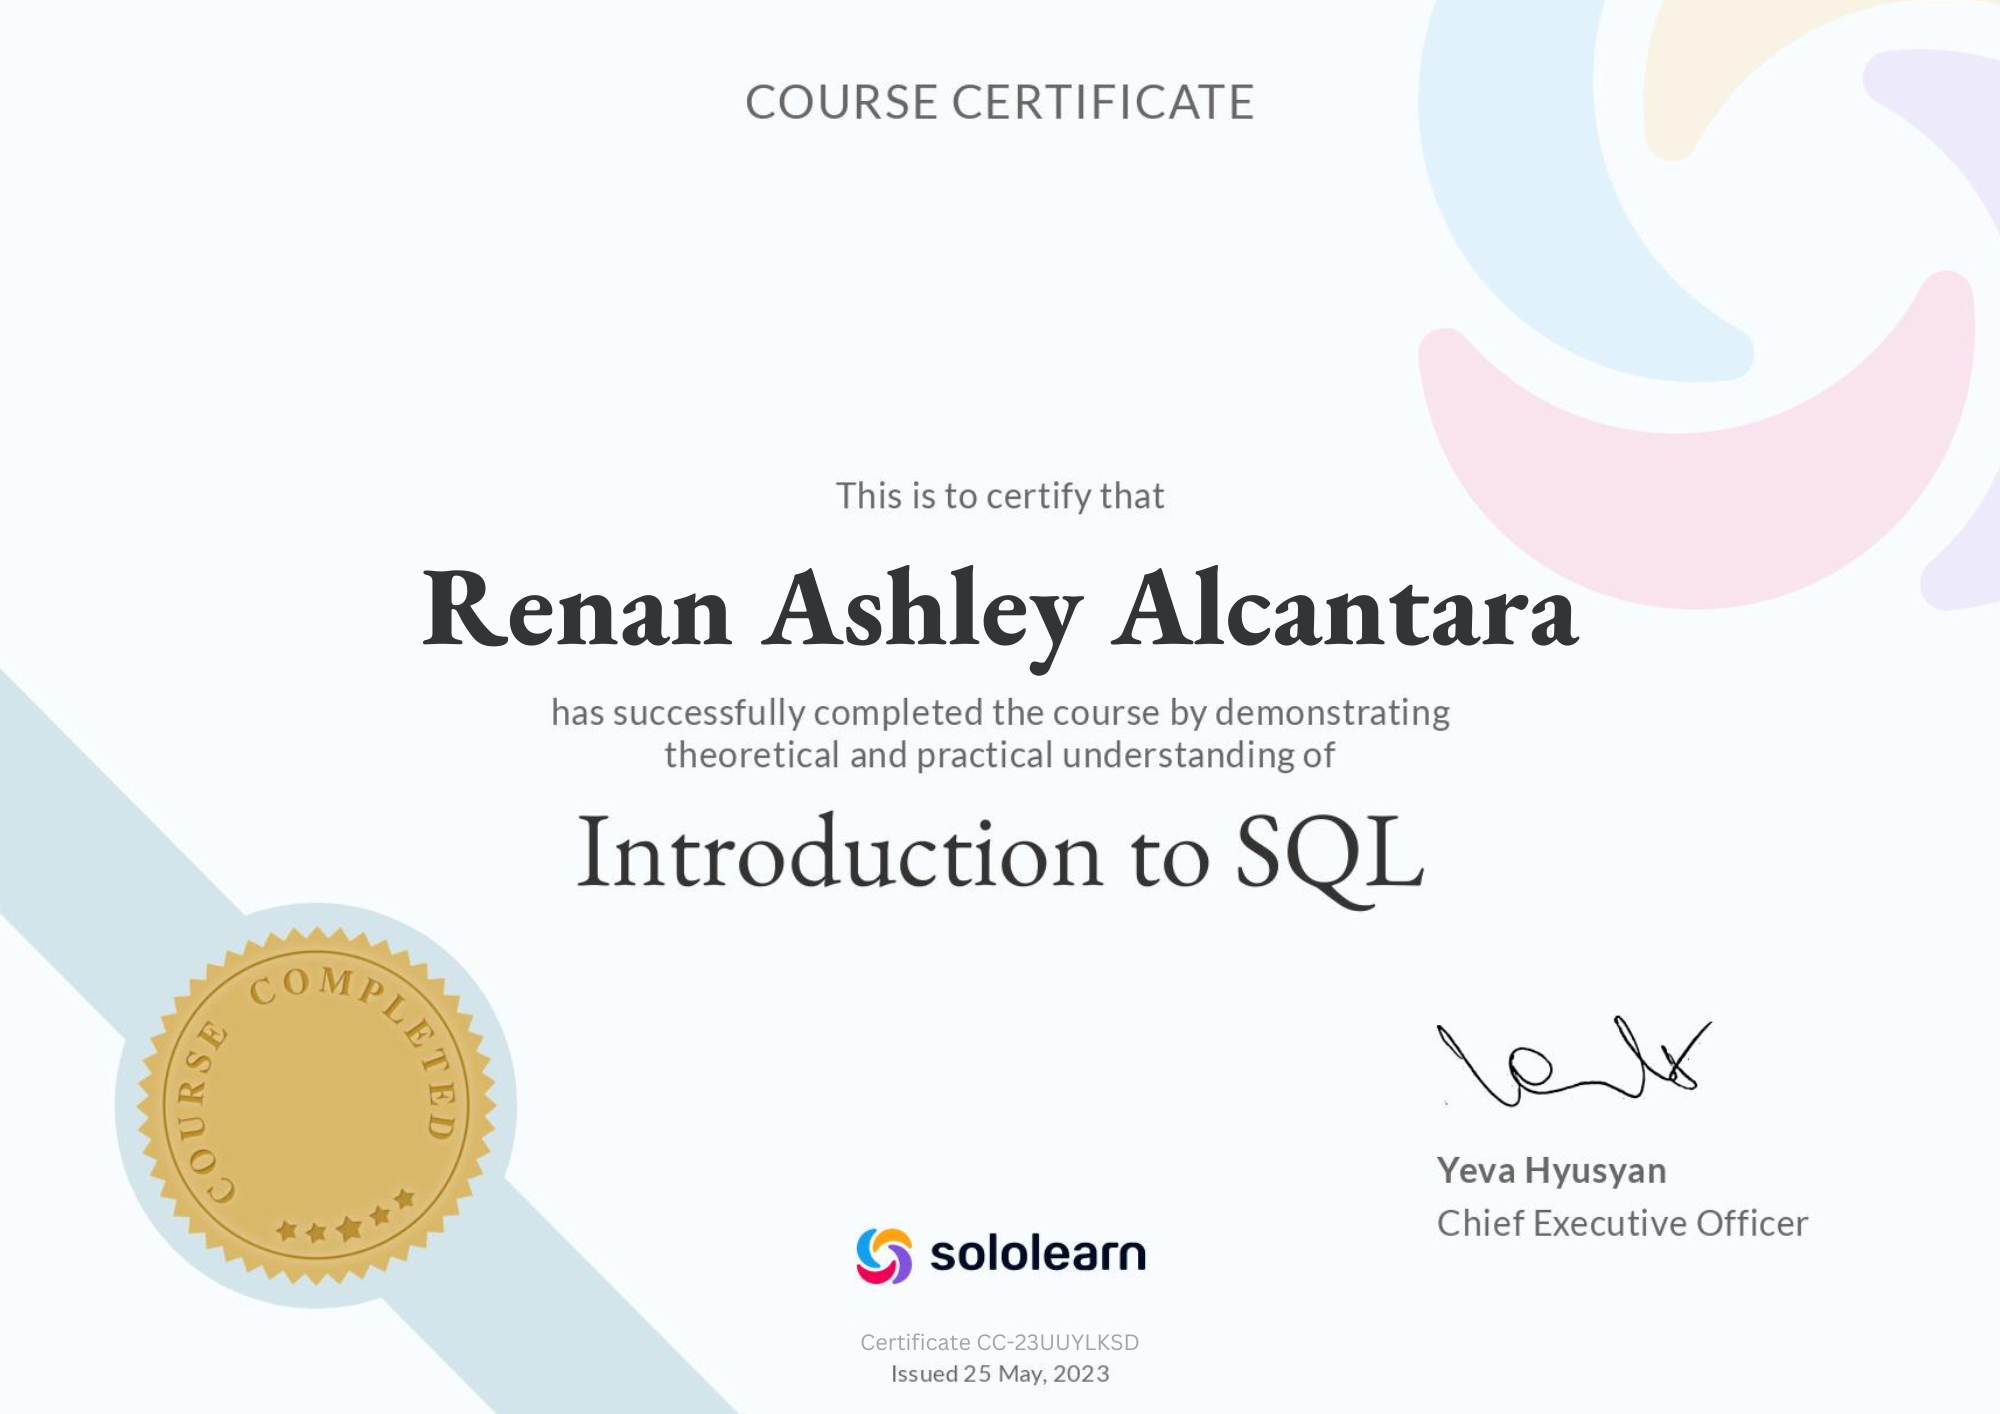 COURSE CERTIFICATE
This is to certify that
Renan Ashley Alcantara
has successfully completed the course by demonstrating
theoretical and practical understanding of
Introduction to SQL
COURSE COMPLETED
Yeva Hyusyan
Chief Executive Officer
sololearn
Certificate CC-23UUYLKSD
Issued 25 May, 2023